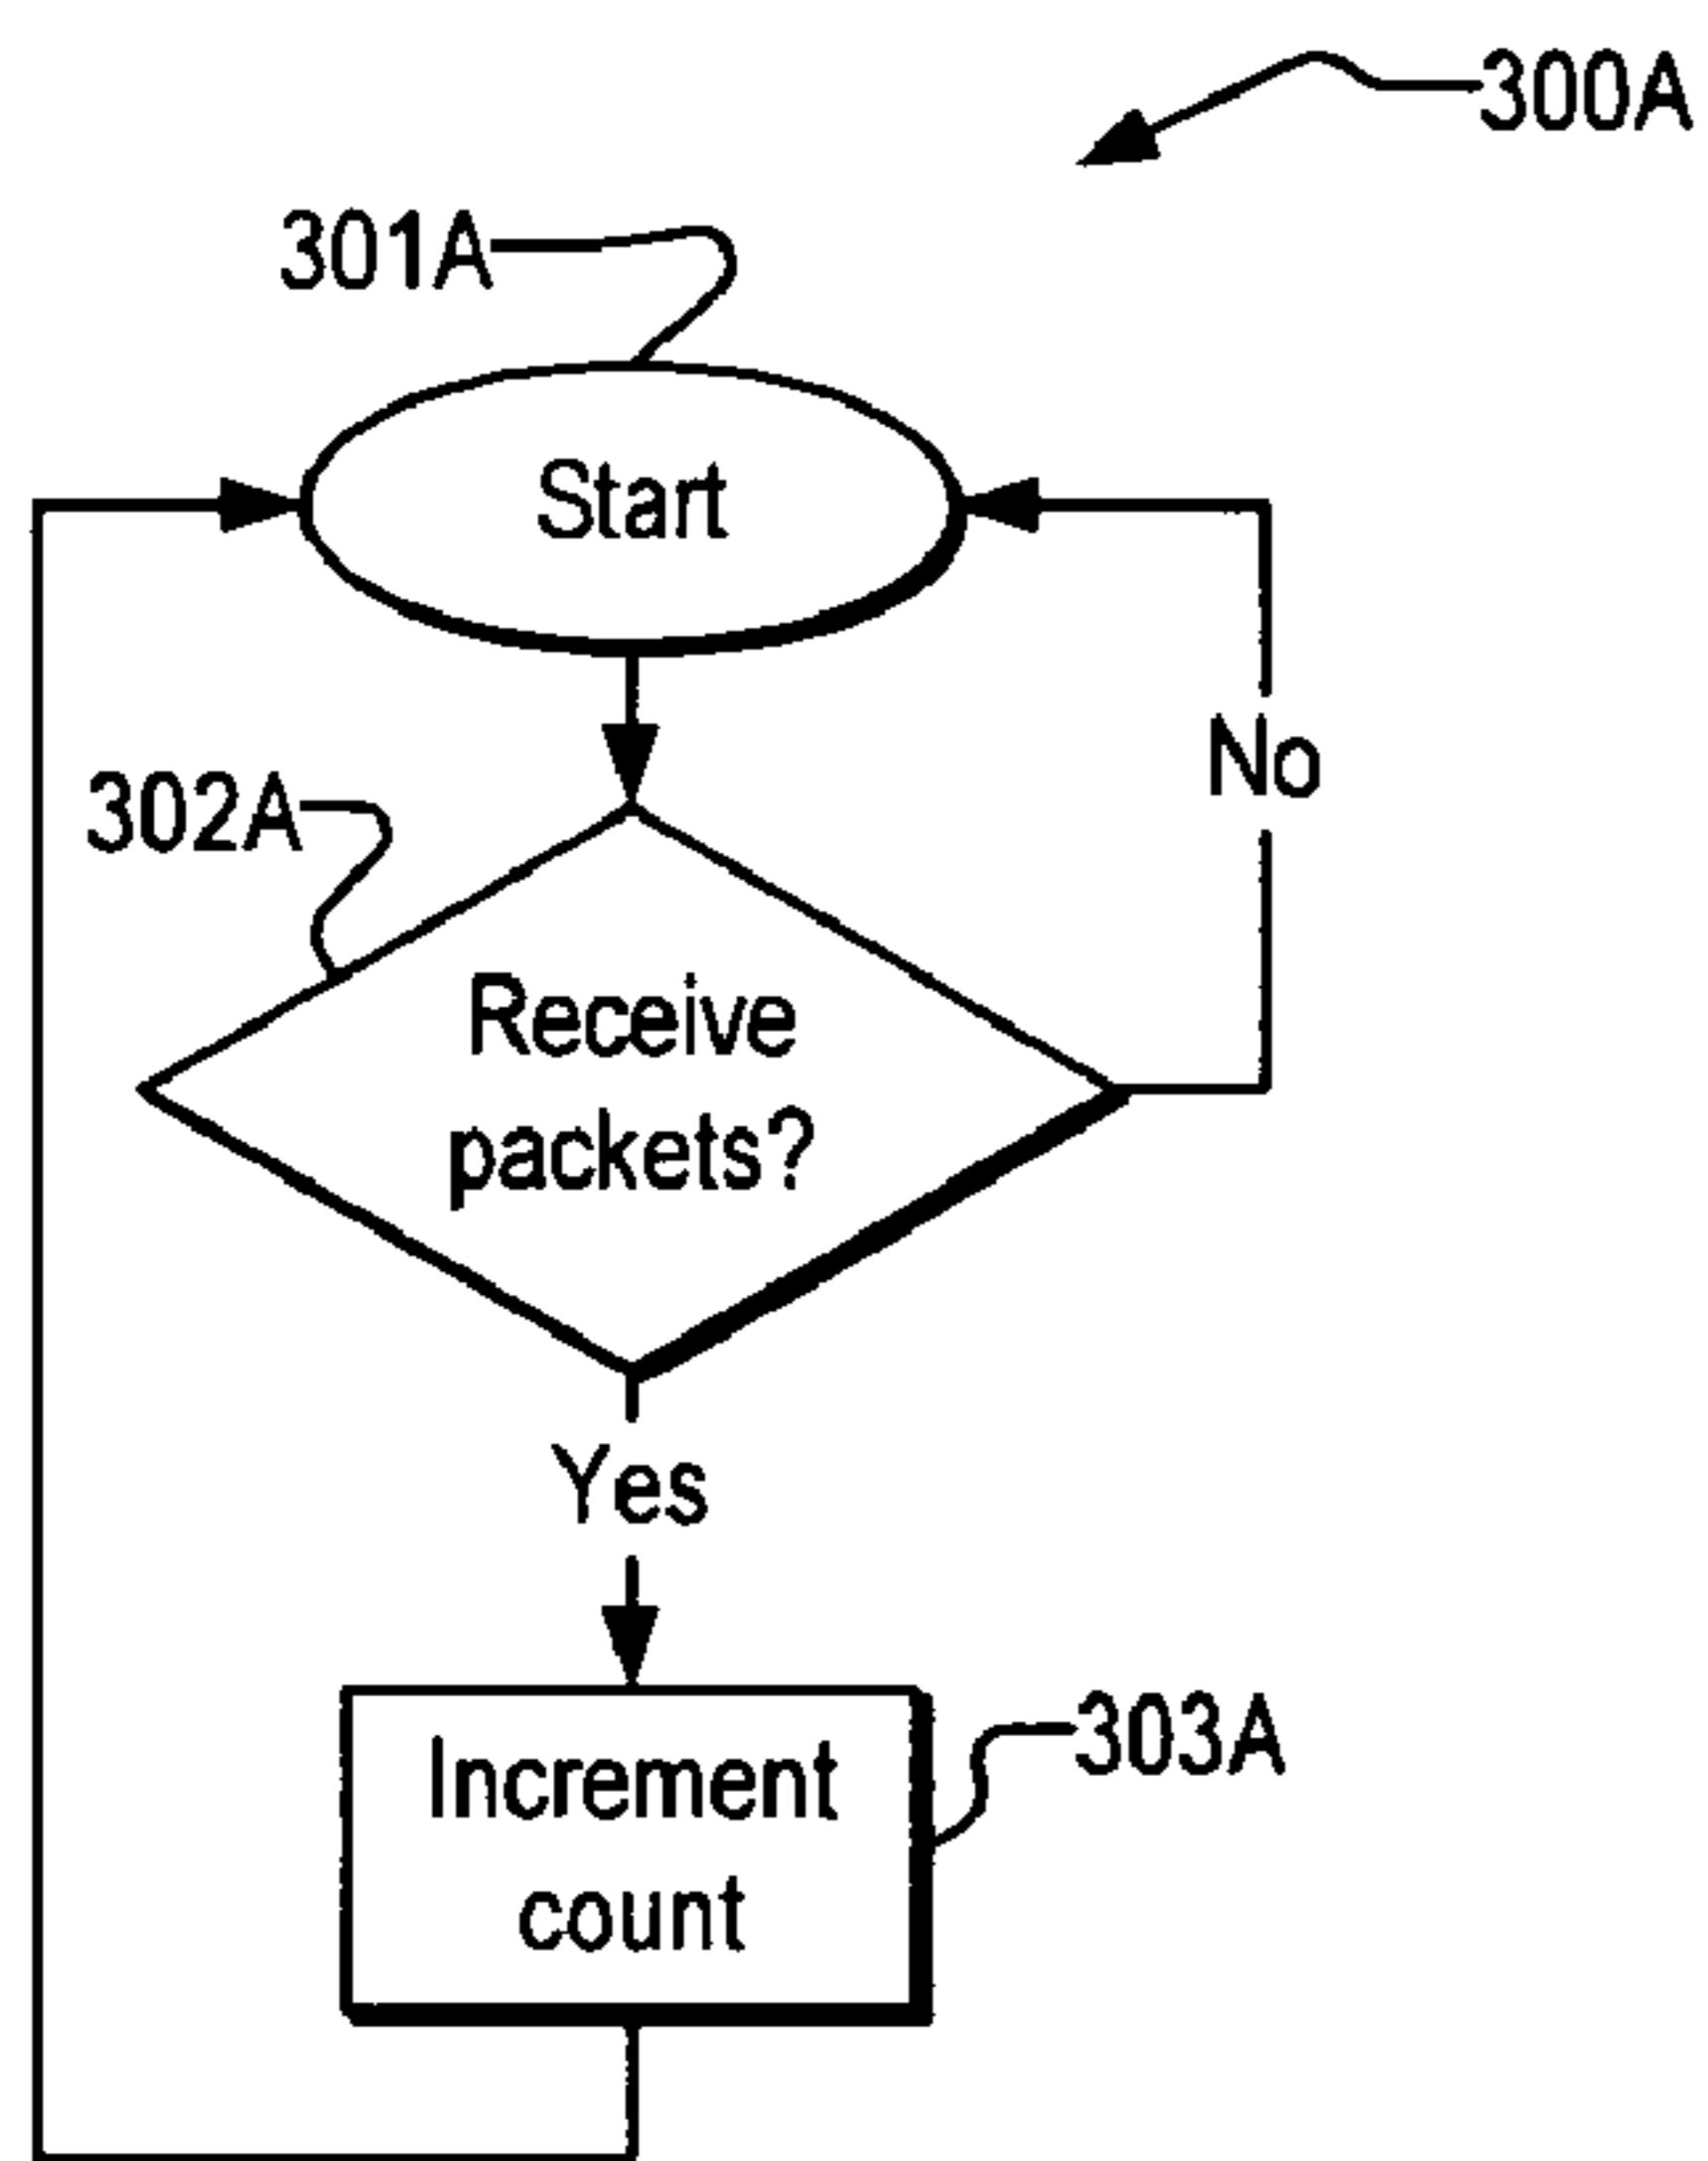 300A
301A
Start
No
302A
Receive
packets?
Yes
Increment
count
303A